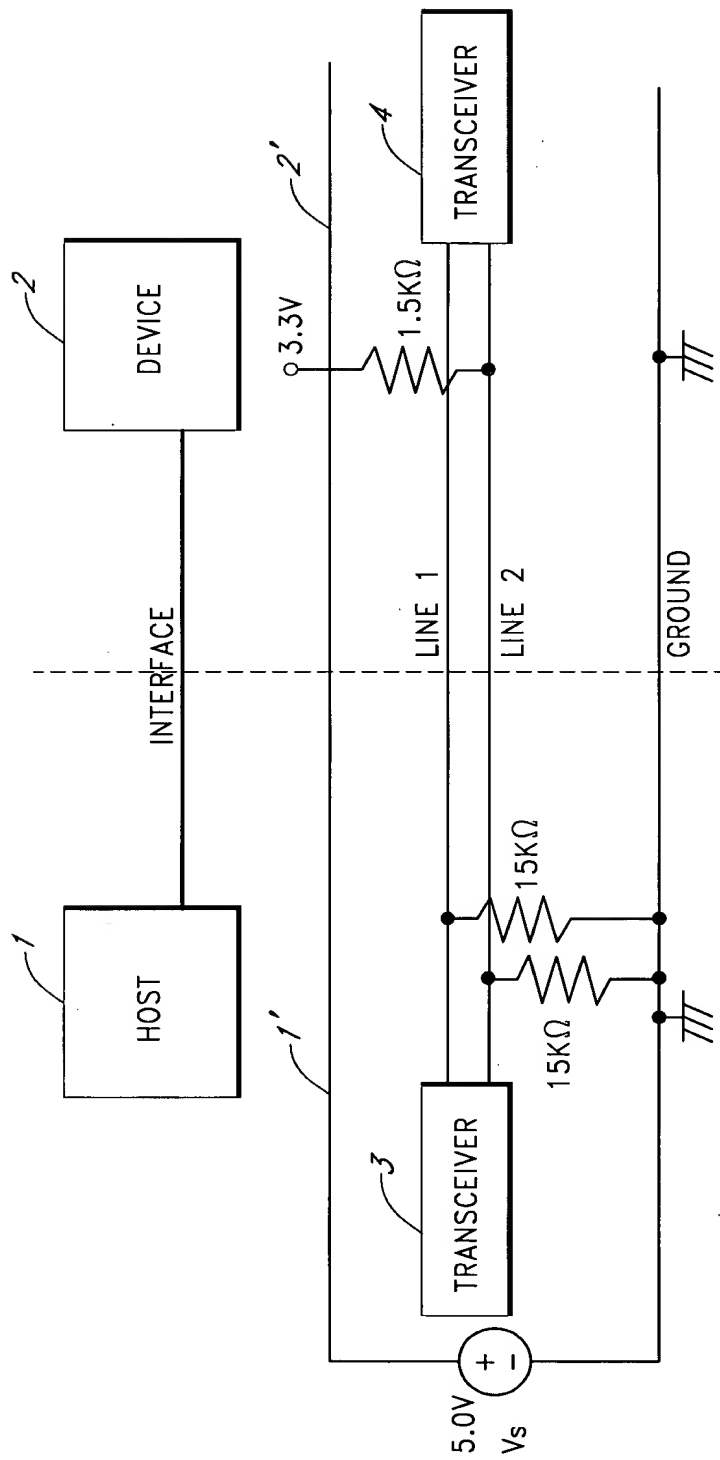 1
HOST
INTERFACE
2
DEVICE
1'
2'
3.3V
5.0V
Vs
+
-
3
TRANSCEIVER
15KΩ
15KΩ
LINE 1
LINE 2
1.5KΩ
4
TRANSCEIVER
GROUND